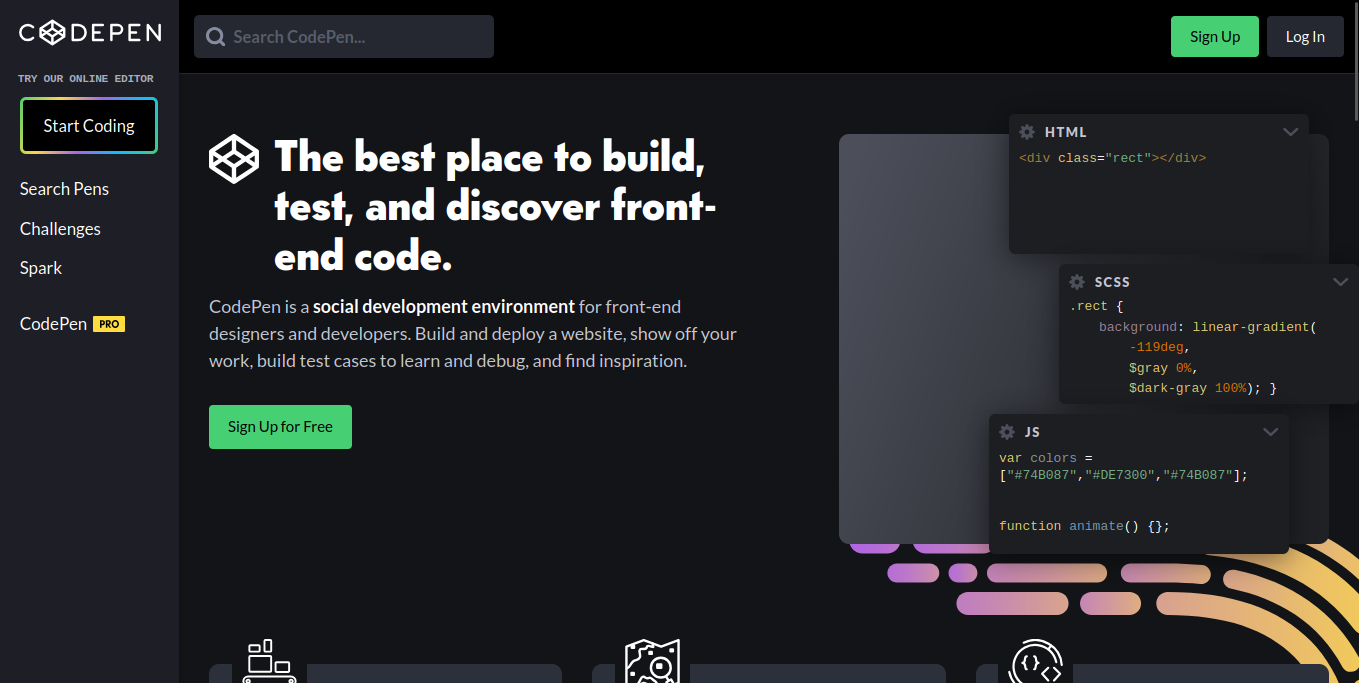 CODEPEN
TRY OUR ONLINE EDITOR
Start Coding
Search Pens
Challenges
Spark
CodePen PRO
Search CodePen...
Sign Up
Log In
The best place to build,
test, and discover front-
end code.
CodePen is a social development environment for front-end
designers and developers. Build and deploy a website, show off your
work, build test cases to learn and debug, and find inspiration.
Sign Up for Free
HTML
<div class="rect"></div>
SCSS
.rect {
background: linear-gradient(
-119deg,
$gray 0%,
$dark-gray 100%); }
JS
var colors =
["#74B087","#DE7300","#74B087"];
function animate() {};